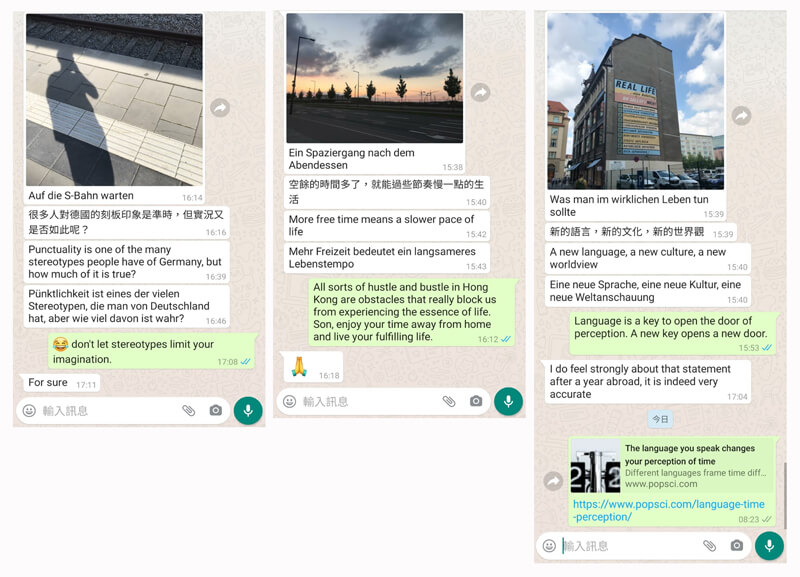 Auf die S-Bahn warten
16:14
很多人對德國的刻板印象是準時，但實況又
是否如此呢？
16:16
Punctuality is one of the many
stereotypes people have of Germany, but
how much of it is true?
16:39
Pünktlichkeit ist eines der vielen
Stereotypen, die man von Deutschland
hat, aber wie viel davon ist wahr?
16:46
😂 don't let stereotypes limit your
imagination.
17:08
For sure
17:11
輸入訊息
Ein Spaziergang nach dem
Abendessen
15:38
空餘的時間多了，就能過些節奏慢一點的生
活
15:40
More free time means a slower pace of
life
15:42
Mehr Freizeit bedeutet ein langsameres
Lebenstempo
15:43
All sorts of hustle and bustle in Hong
Kong are obstacles that really block us
from experiencing the essence of life.
Son, enjoy your time away from home
and live your fulfilling life.
16:12
🙏
16:18
輸入訊息
REAL LIFE
Was man im wirklichen Leben tun
sollte
15:39
新的語言，新的文化，新的世界觀
15:39
A new language, a new culture, a new
worldview
15:40
Eine neue Sprache, eine neue Kultur, eine
neue Weltanschauung
15:40
Language is a key to open the door of
perception. A new key opens a new door.
15:53
I do feel strongly about that statement
after a year abroad, it is indeed very
accurate
17:04
今日
The language you speak changes
your perception of time
Different languages frame time diff...
www.popsci.com
https://www.popsci.com/language-time
-perception/
08:23
輸入訊息